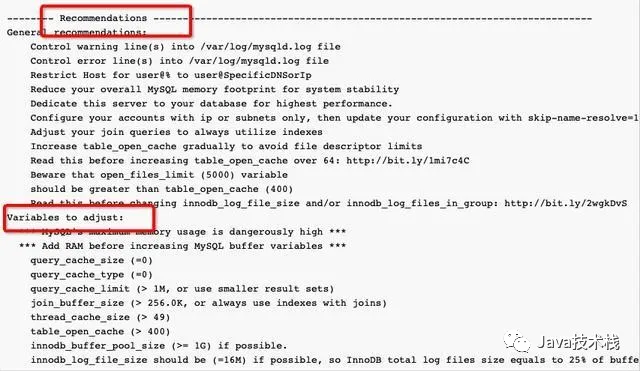 -------- Recommendations ---------------------------------------------------------------------------
General recommendations:
Control warning line(s) into /var/log/mysqld.log file
Control error line(s) into /var/log/mysqld.log file
Restrict Host for user@% to user@SpecificDNSorIp
Reduce your overall MySQL memory footprint for system stability
Dedicate this server to your database for highest performance.
Configure your accounts with ip or subnets only, then update your configuration with skip-name-resolve=1
Adjust your join queries to always utilize indexes
Increase table_open_cache gradually to avoid file descriptor limits
Read this before increasing table_open_cache over 64: http://bit.ly/1mi7c4C
Beware that open_files_limit (5000) variable
should be greater than table_open_cache (400)
Read this before changing innodb_log_file_size and/or innodb_log_files_in_group: http://bit.ly/2wgkDvS
Variables to adjust:
*** MySQL's maximum memory usage is dangerously high ***
*** Add RAM before increasing MySQL buffer variables ***
query_cache_size (=0)
query_cache_type (=0)
query_cache_limit (> 1M, or use smaller result sets)
join_buffer_size (> 256.0K, or always use indexes with joins)
thread_cache_size (> 49)
table_open_cache (> 400)
innodb_buffer_pool_size (>= 1G) if possible.
innodb_log_file_size should be (=16M) if possible, so InnoDB total log files size equals to 25% of buffe
Java技术栈